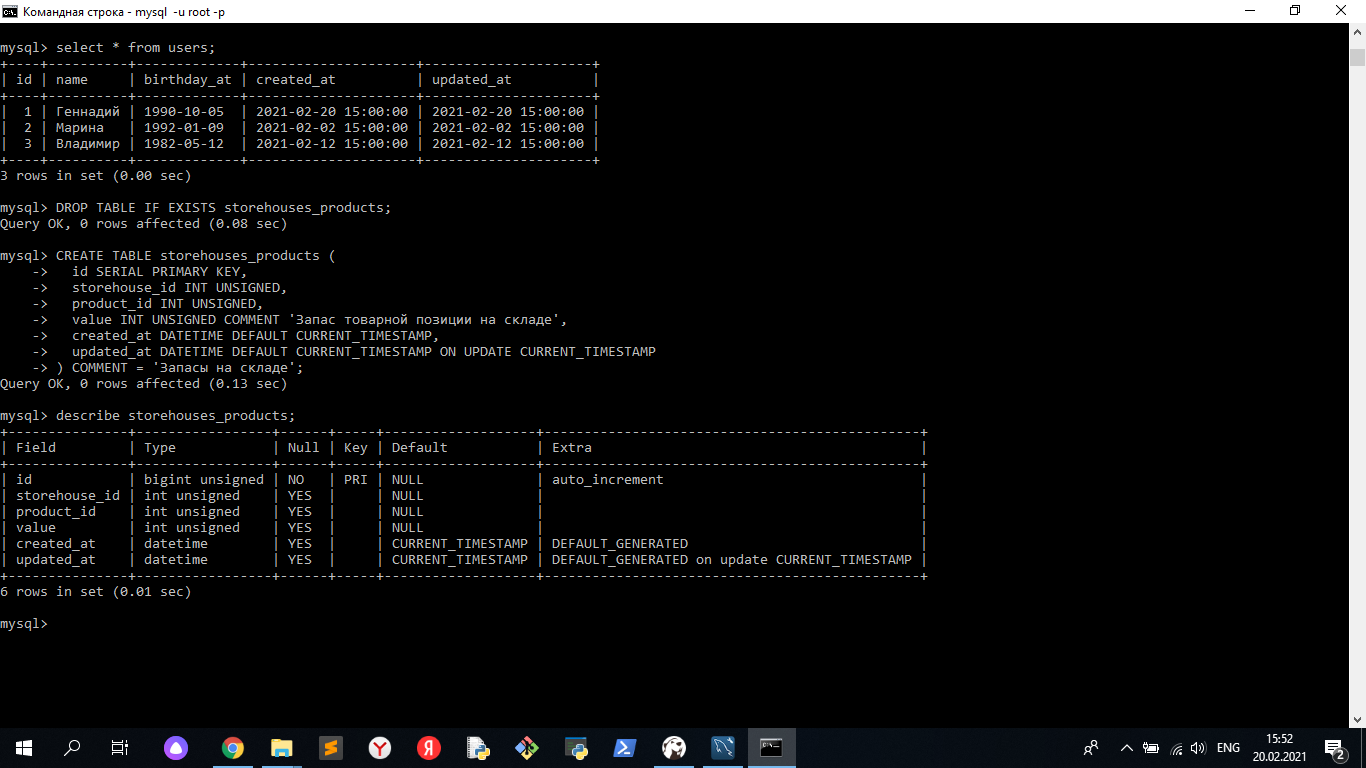 Командная строка - mysql -u root -p
mysql> select * from users;
+----+----------+-------------+---------------------+---------------------+
| id | name     | birthday_at | created_at          | updated_at          |
+----+----------+-------------+---------------------+---------------------+
|  1 | Геннадий | 1990-10-05  | 2021-02-20 15:00:00 | 2021-02-20 15:00:00 |
|  2 | Марина   | 1992-01-09  | 2021-02-02 15:00:00 | 2021-02-02 15:00:00 |
|  3 | Владимир | 1982-05-12  | 2021-02-12 15:00:00 | 2021-02-12 15:00:00 |
+----+----------+-------------+---------------------+---------------------+
3 rows in set (0.00 sec)
mysql> DROP TABLE IF EXISTS storehouses_products;
Query OK, 0 rows affected (0.08 sec)
mysql> CREATE TABLE storehouses_products (
    ->   id SERIAL PRIMARY KEY,
    ->   storehouse_id INT UNSIGNED,
    ->   product_id INT UNSIGNED,
    ->   value INT UNSIGNED COMMENT 'Запас товарной позиции на складе',
    ->   created_at DATETIME DEFAULT CURRENT_TIMESTAMP,
    ->   updated_at DATETIME DEFAULT CURRENT_TIMESTAMP ON UPDATE CURRENT_TIMESTAMP
    -> ) COMMENT = 'Запасы на складе';
Query OK, 0 rows affected (0.13 sec)
mysql> describe storehouses_products;
+---------------+-----------------+------+-----+-------------------+-----------------------------------------------+
| Field         | Type            | Null | Key | Default           | Extra                                         |
+---------------+-----------------+------+-----+-------------------+-----------------------------------------------+
| id            | bigint unsigned | NO   | PRI | NULL              | auto_increment                                |
| storehouse_id | int unsigned    | YES  |     | NULL              |                                               |
| product_id    | int unsigned    | YES  |     | NULL              |                                               |
| value         | int unsigned    | YES  |     | NULL              |                                               |
| created_at    | datetime        | YES  |     | CURRENT_TIMESTAMP | DEFAULT_GENERATED                             |
| updated_at    | datetime        | YES  |     | CURRENT_TIMESTAMP | DEFAULT_GENERATED on update CURRENT_TIMESTAMP |
+---------------+-----------------+------+-----+-------------------+-----------------------------------------------+
6 rows in set (0.01 sec)
mysql>
ENG
15:52
20.02.2021
2